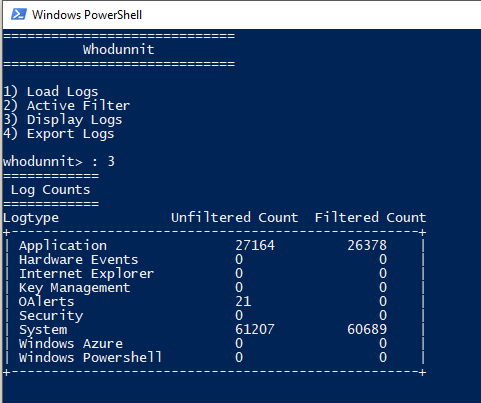 Windows PowerShell
=============================
Whodunnit
=============================
1) Load Logs
2) Active Filter
3) Display Logs
4) Export Logs
whodunnit> : 3
============
Log Counts
============
Logtype Unfiltered Count Filtered Count
+---------------------------------------------------+
| Application 27164 26378 |
| Hardware Events 0 0 |
| Internet Explorer 0 0 |
| Key Management 0 0 |
| OAlerts 21 0 |
| Security 0 0 |
| System 61207 60689 |
| Windows Azure 0 0 |
| Windows Powershell 0 0 |
+---------------------------------------------------+